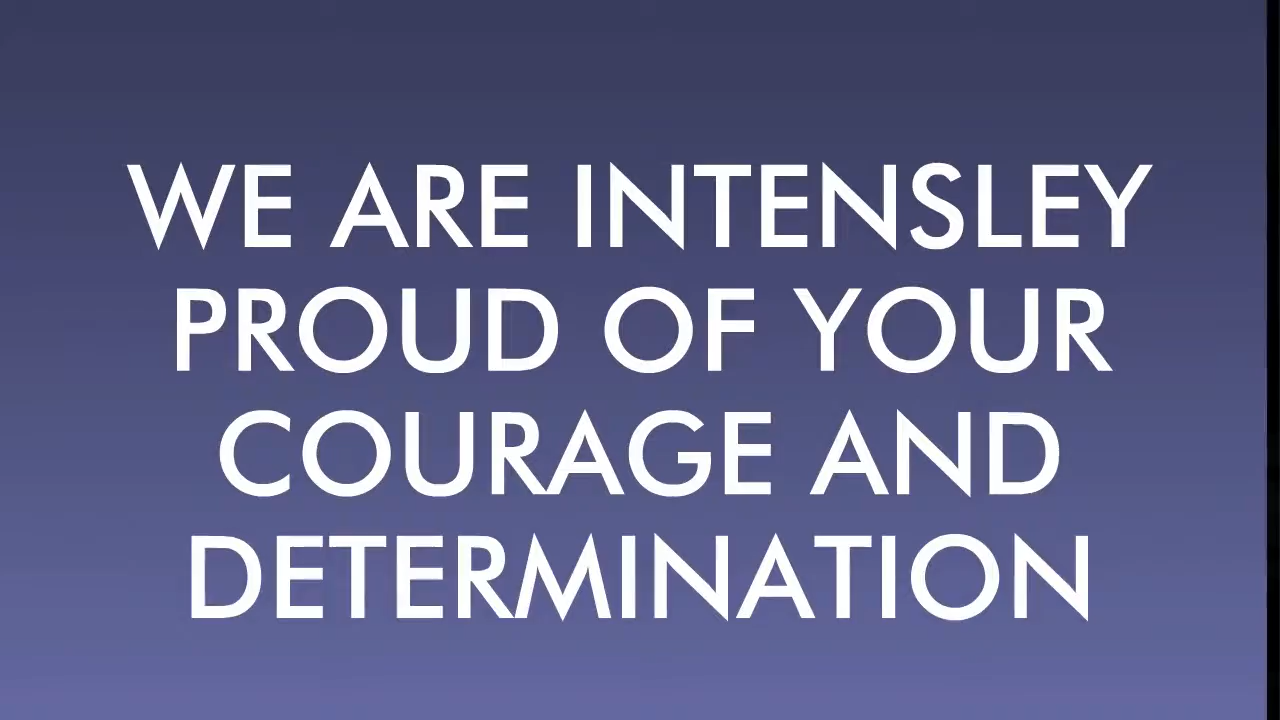 WE ARE INTENSLEY
PROUD OF YOUR
COURAGE AND
DETERMINATION